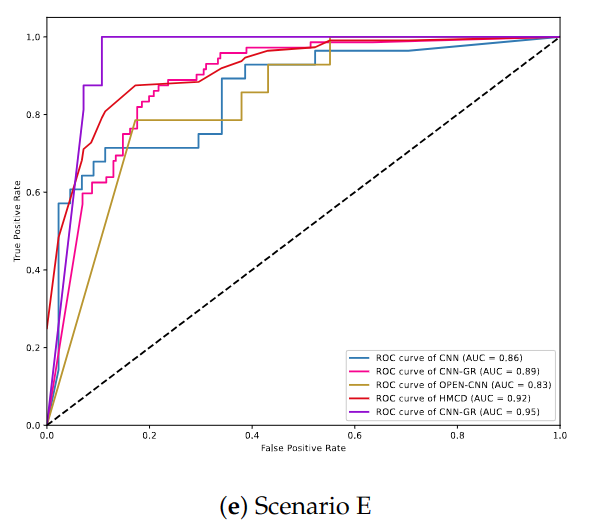 1.0
0.8
0.6
0.4
0.2
0.0
True Positive Rate
ROC curve of CNN (AUC = 0.86)
ROC curve of CNN-GR (AUC = 0.89)
ROC curve of OPEN-CNN (AUC = 0.83)
ROC curve of HMCD (AUC = 0.92)
ROC curve of CNN-GR (AUC = 0.95)
0.0 0.2 0.4 0.6 0.8 1.0
False Positive Rate
(e) Scenario E